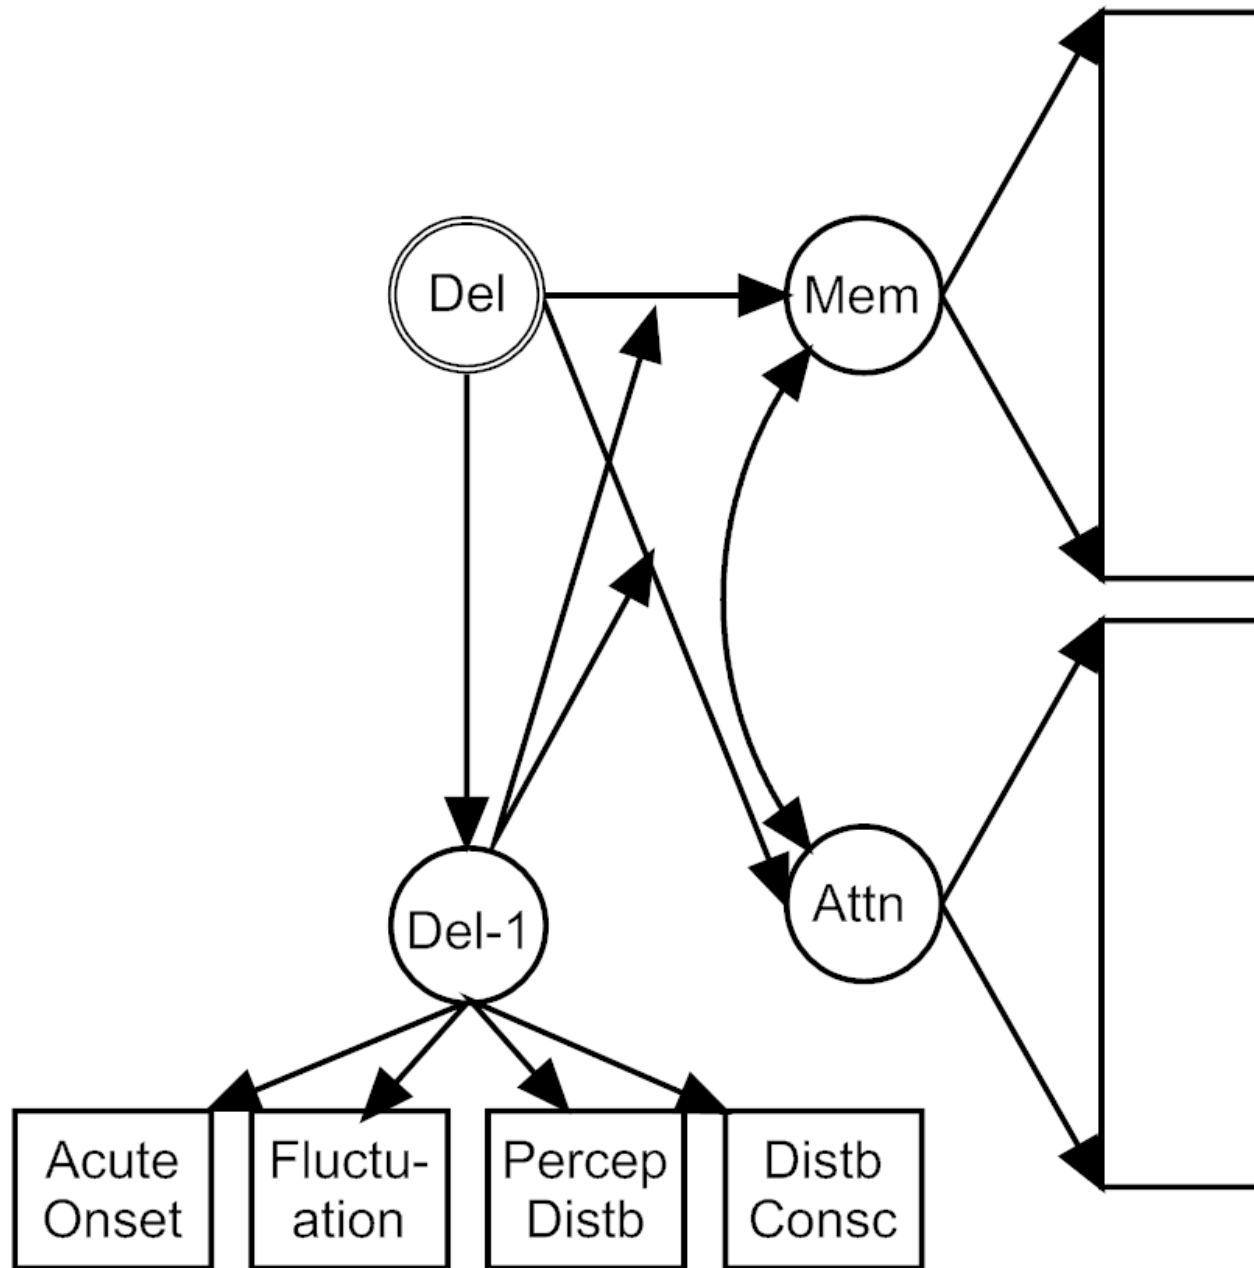 Del
Mem
Del-1
Attn
Acute
Onset
Fluctu-
ation
Percep
Distb
Distb
Consc